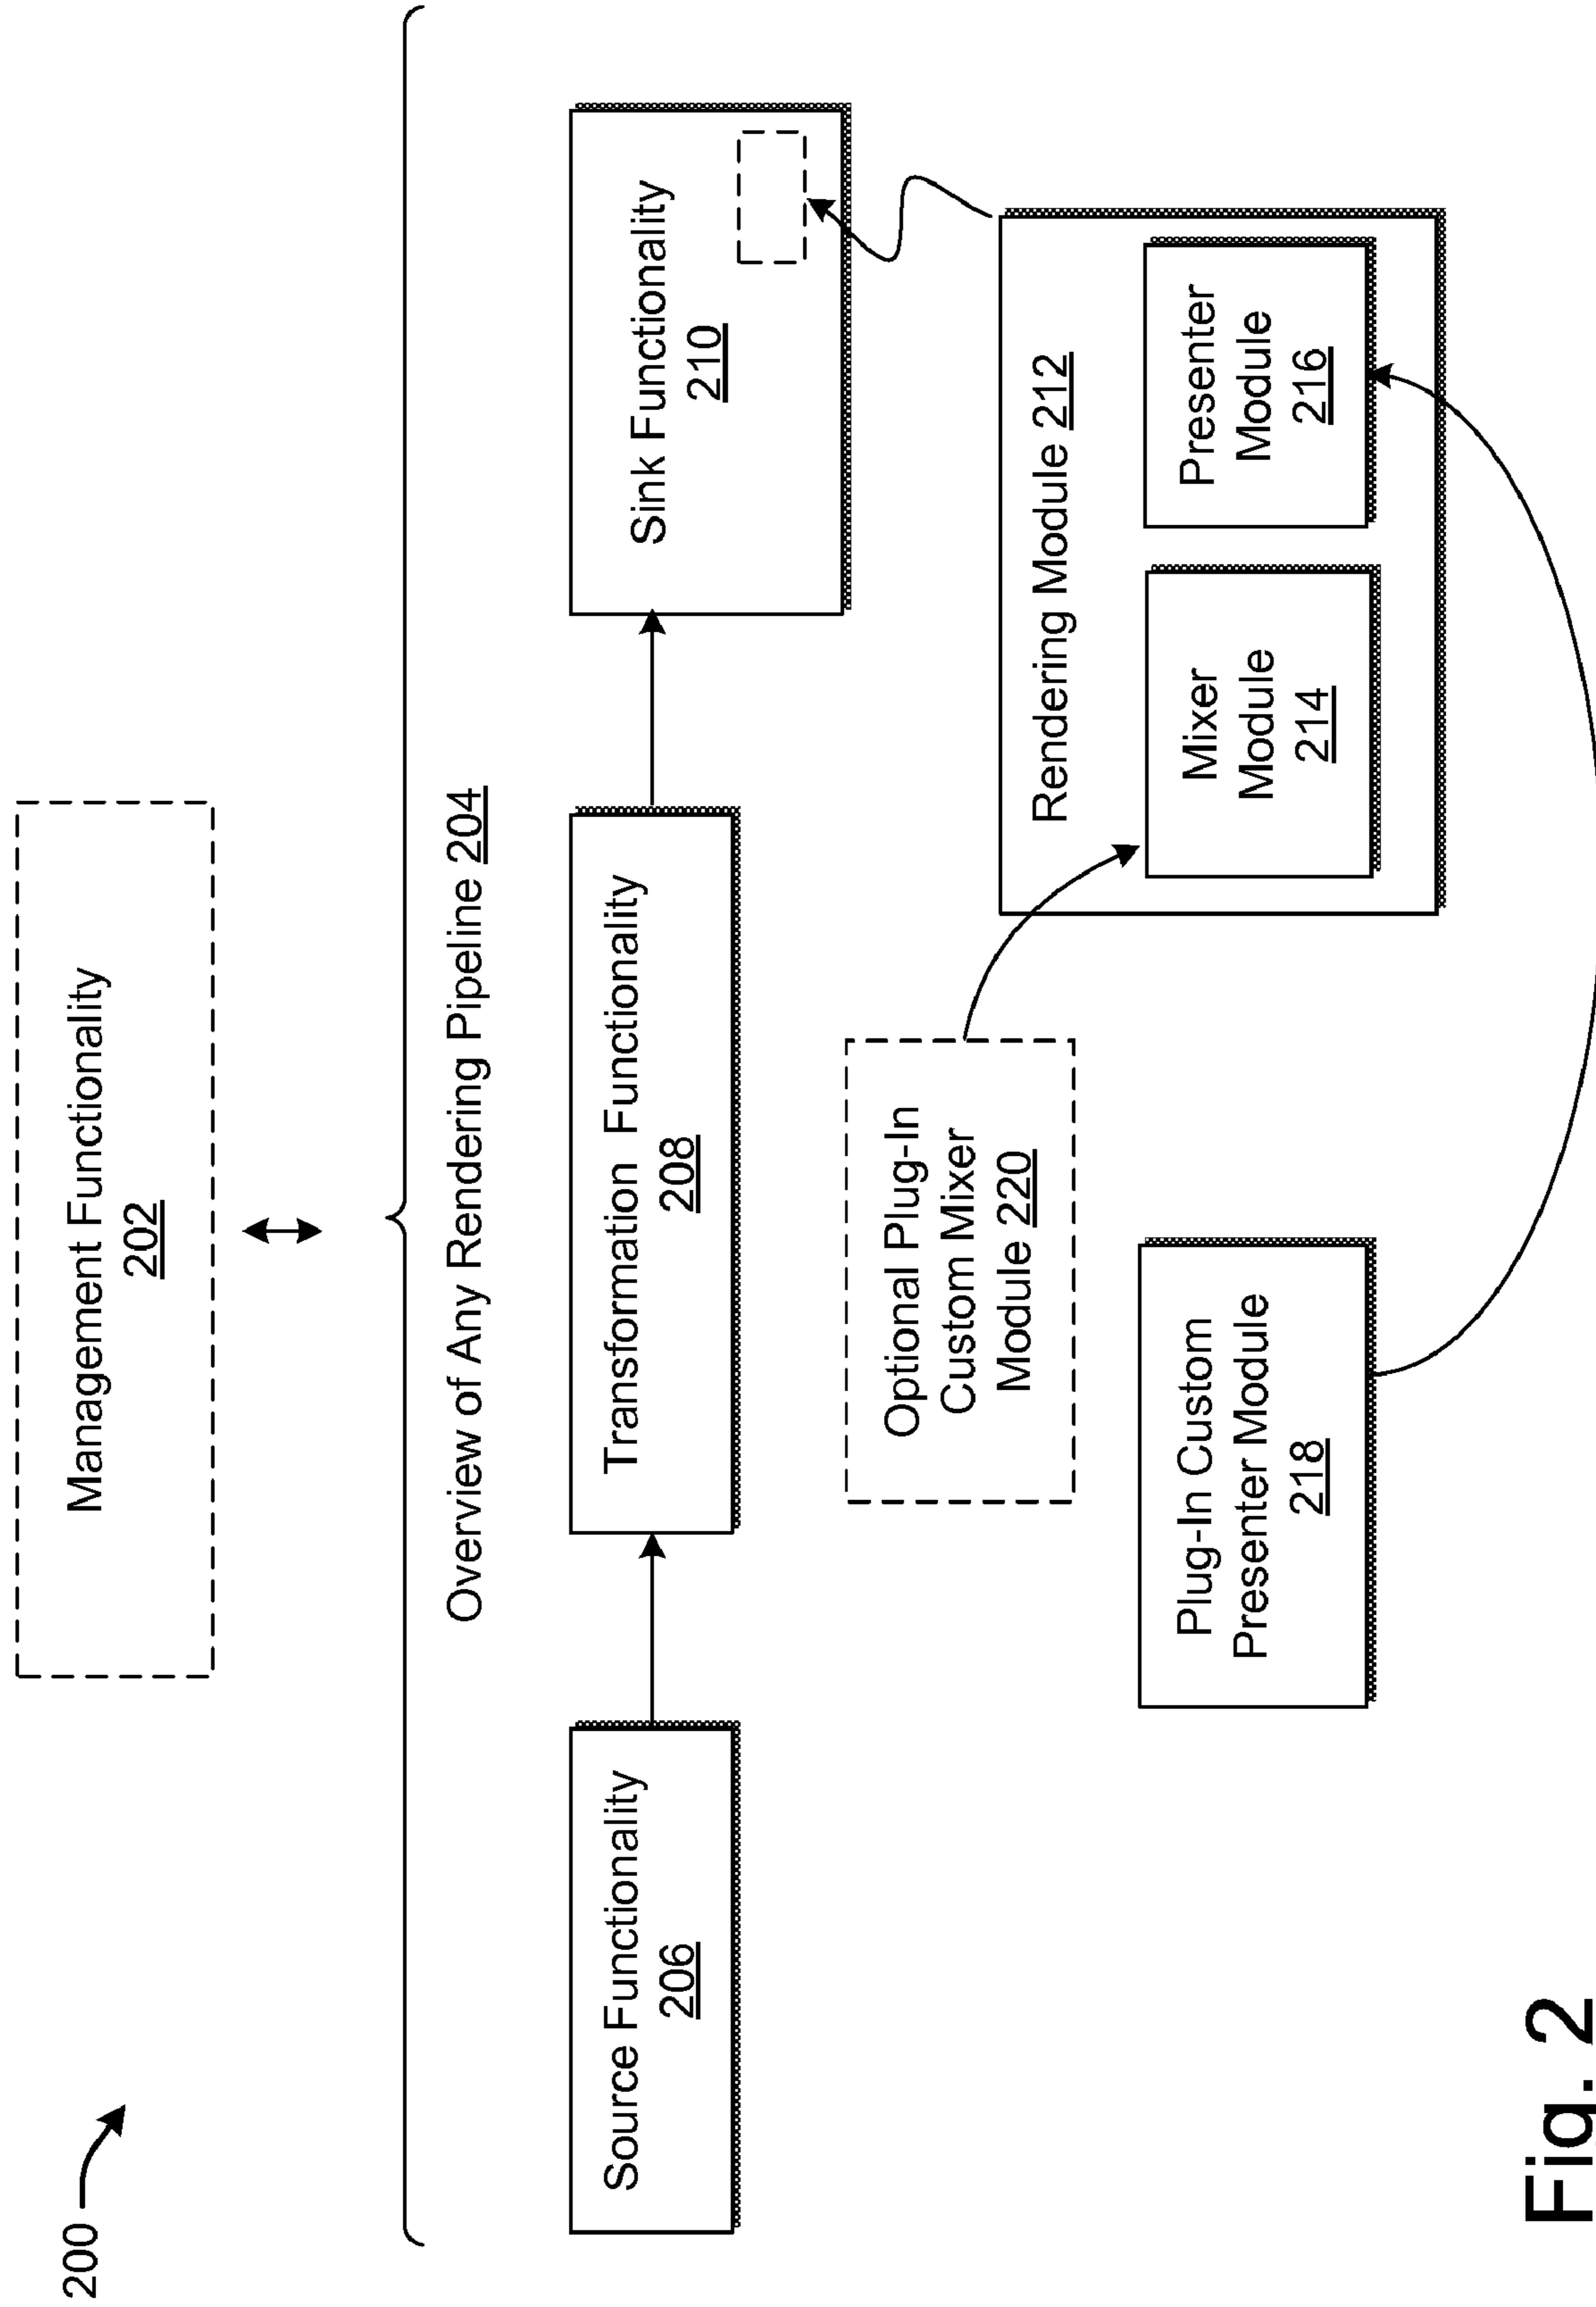 200
Management Functionality
202
Overview of Any Rendering Pipeline 204
Source Functionality
206
Transformation Functionality
208
Sink Functionality
210
Optional Plug-In
Custom Mixer
Module 220
Rendering Module 212
Mixer
Module
214
Presenter
Module
216
Plug-In Custom
Presenter Module
218
Fig. 2